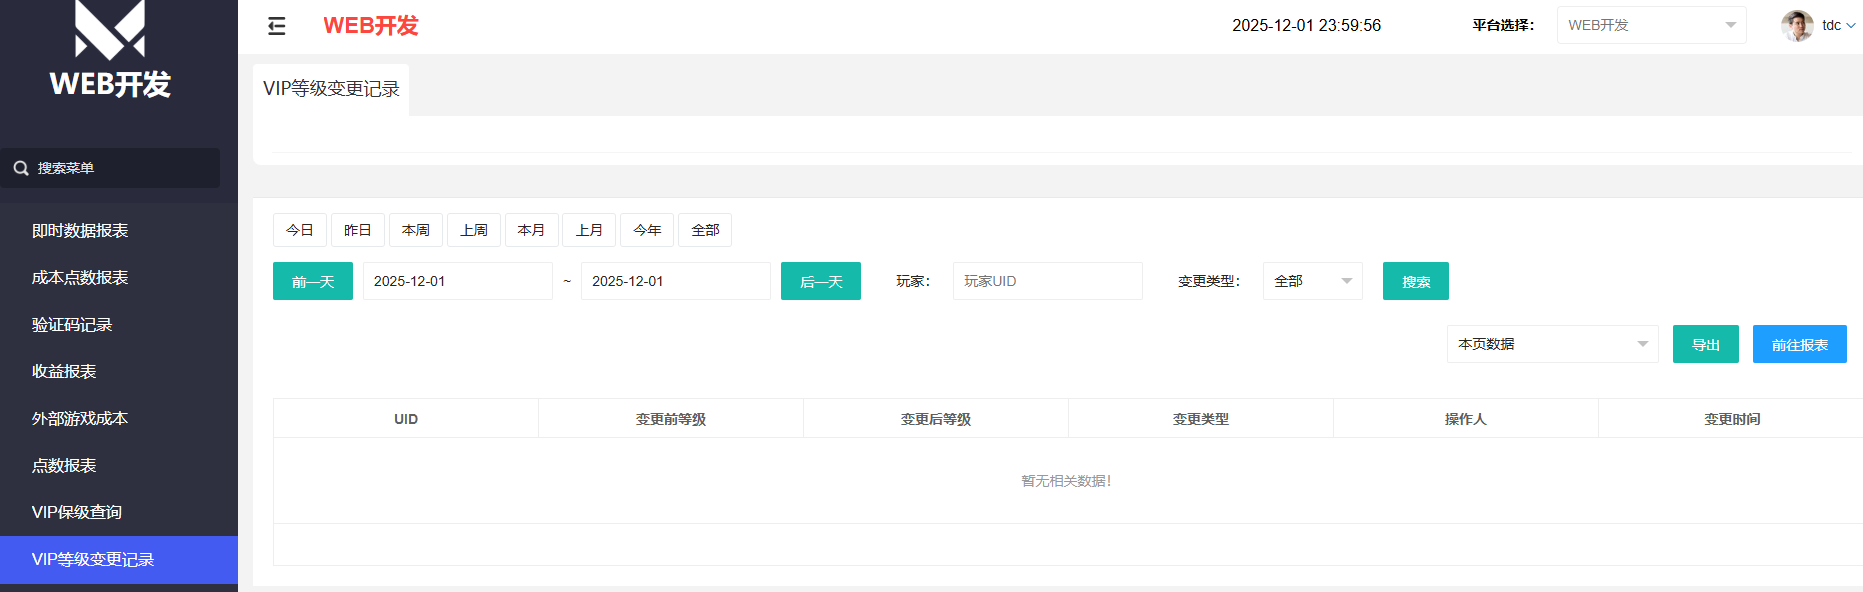 WEB开发
搜索菜单
即时数据报表
成本点数报表
验证码记录
收益报表
外部游戏成本
点数报表
VIP保级查询
VIP等级变更记录
WEB开发 2025-12-01 23:59:56 平台选择： WEB开发 tdc
VIP等级变更记录
今日 昨日 本周 上周 本月 上月 今年 全部
前一天 2025-12-01 ~ 2025-12-01 后一天 玩家： 玩家UID 变更类型： 全部 搜索
本页数据 导出 前往报表
UID 变更前等级 变更后等级 变更类型 操作人 变更时间
暂无相关数据!